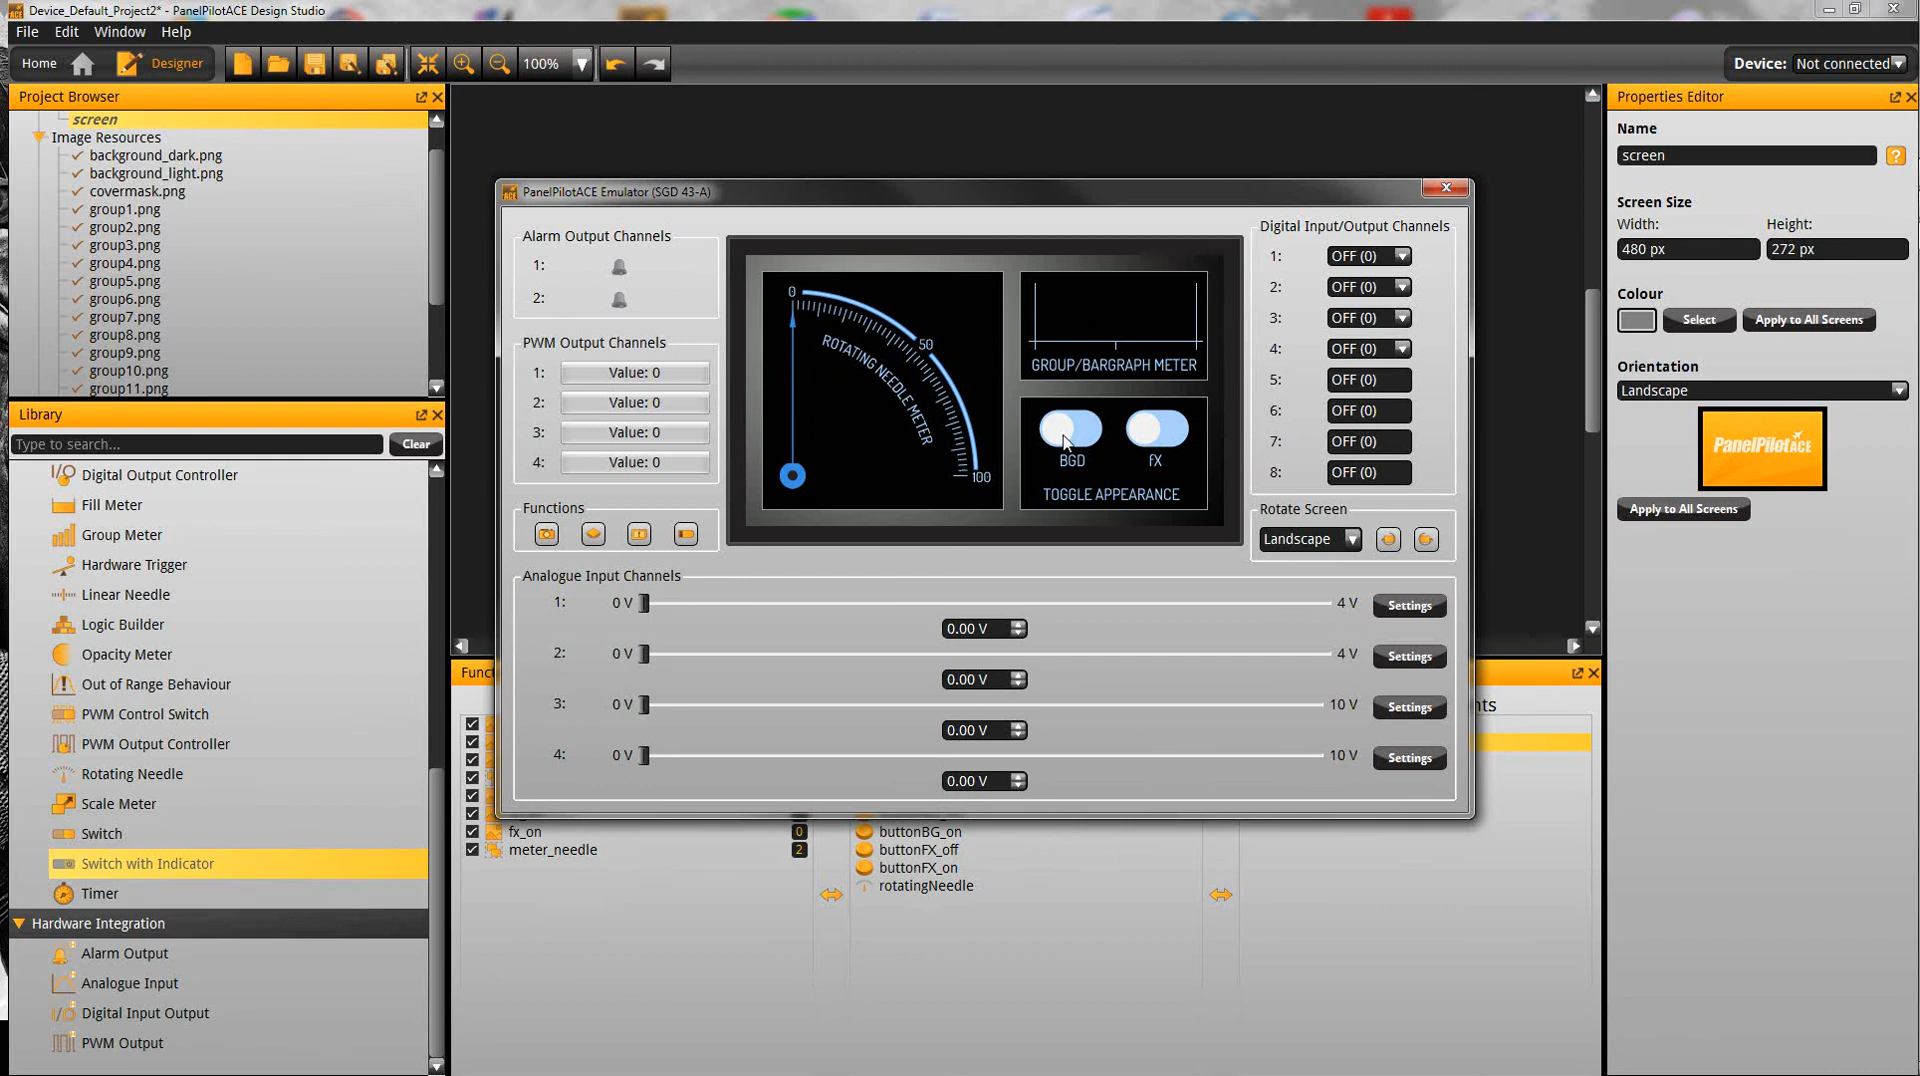 Device_Default_Project2* - PanelPilotACE Design Studio
File Edit Window Help
Home Designer 100% Device: Not connected
Project Browser
screen
Image Resources
background_dark.png
background_light.png
covermask.png
group1.png
group2.png
group3.png
group4.png
group5.png
group6.png
group7.png
group8.png
group9.png
group10.png
group11.png
Library
Type to search... Clear
Digital Output Controller
Fill Meter
Group Meter
Hardware Trigger
Linear Needle
Logic Builder
Opacity Meter
Out of Range Behaviour
PWM Control Switch
PWM Output Controller
Rotating Needle
Scale Meter
Switch
Switch with Indicator
Timer
Hardware Integration
Alarm Output
Analogue Input
Digital Input Output
PWM Output
ACE PanelPilotACE Emulator (SGD 43-A)
Alarm Output Channels
1:
2:
PWM Output Channels
1: Value: 0
2: Value: 0
3: Value: 0
4: Value: 0
Functions
0
50
100
ROTATING NEEDLE METER
GROUP/BARGRAPH METER
BGD fX
TOGGLE APPEARANCE
Digital Input/Output Channels
1: OFF (0)
2: OFF (0)
3: OFF (0)
4: OFF (0)
5: OFF (0)
6: OFF (0)
7: OFF (0)
8: OFF (0)
Rotate Screen
Landscape
Analogue Input Channels
1: 0 V 4 V Settings
0.00 V
2: 0 V 4 V Settings
0.00 V
3: 0 V 10 V Settings
0.00 V
4: 0 V 10 V Settings
0.00 V
fx_on 0
meter_needle 2
buttonBG_on
buttonFX_off
buttonFX_on
rotatingNeedle
Properties Editor
Name
screen ?
Screen Size
Width: Height:
480 px 272 px
Colour
Select Apply to All Screens
Orientation
Landscape
PanelPilotACE
Apply to All Screens